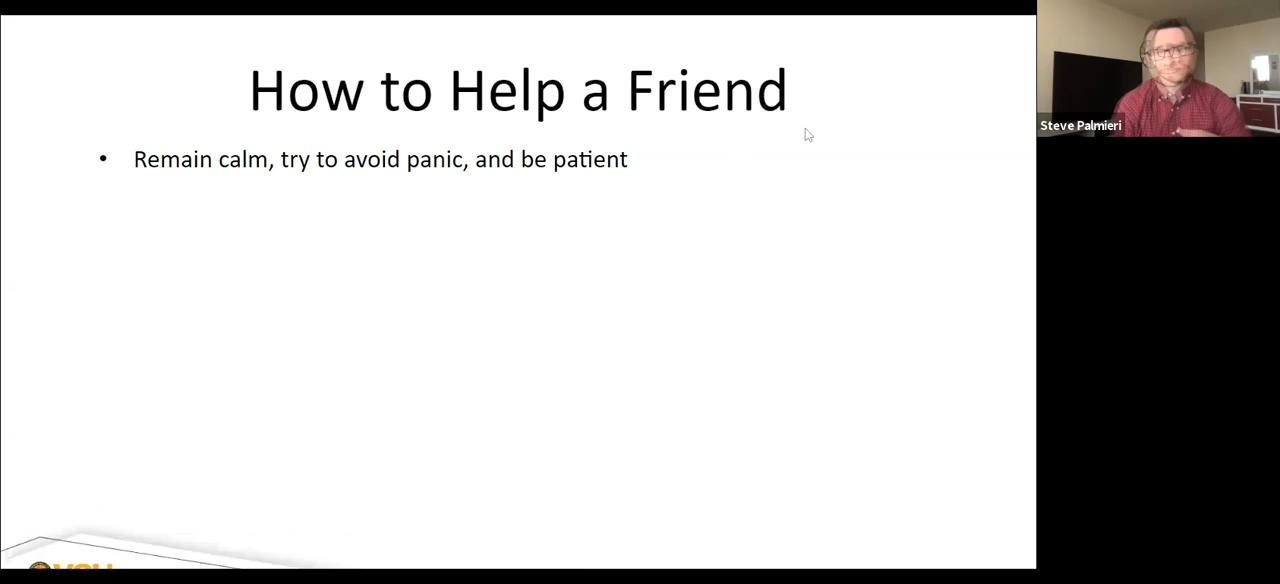 How to Help a Friend
• Remain calm, try to avoid panic, and be patient
Steve Palmieri